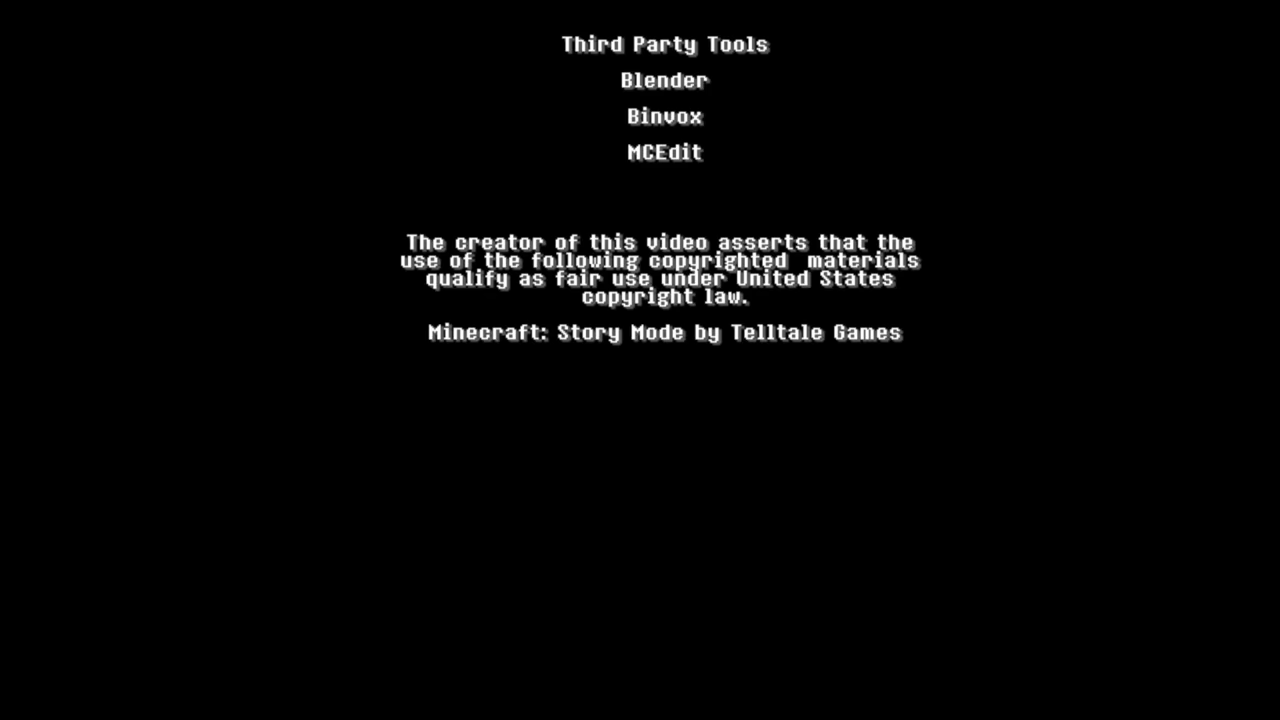 Third Party Tools
Blender
Binvox
MCEdit
The creator of this video asserts that the
use of the following copyrighted  materials
qualify as fair use under United States
copyright law.
Minecraft: Story Mode by Telltale Games